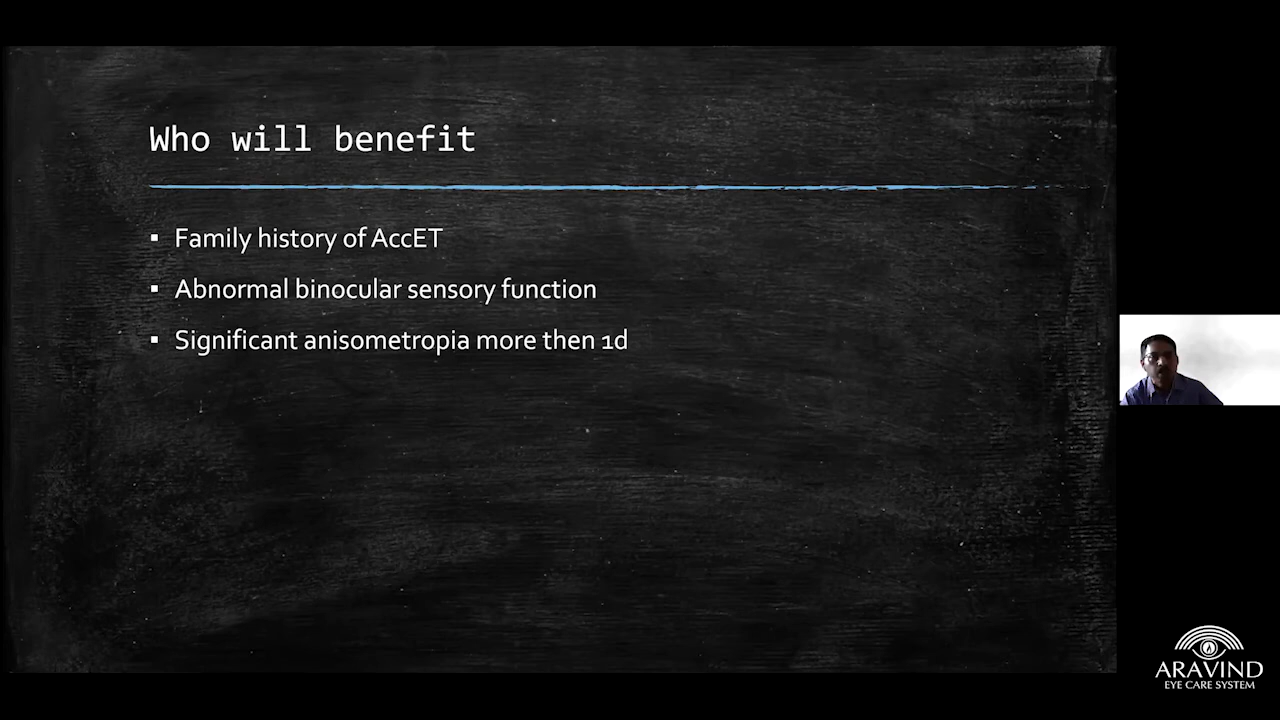 Who will benefit
▪ Family history of AccET
▪ Abnormal binocular sensory function
▪ Significant anisometropia more then 1d
ARAVIND
EYE CARE SYSTEM